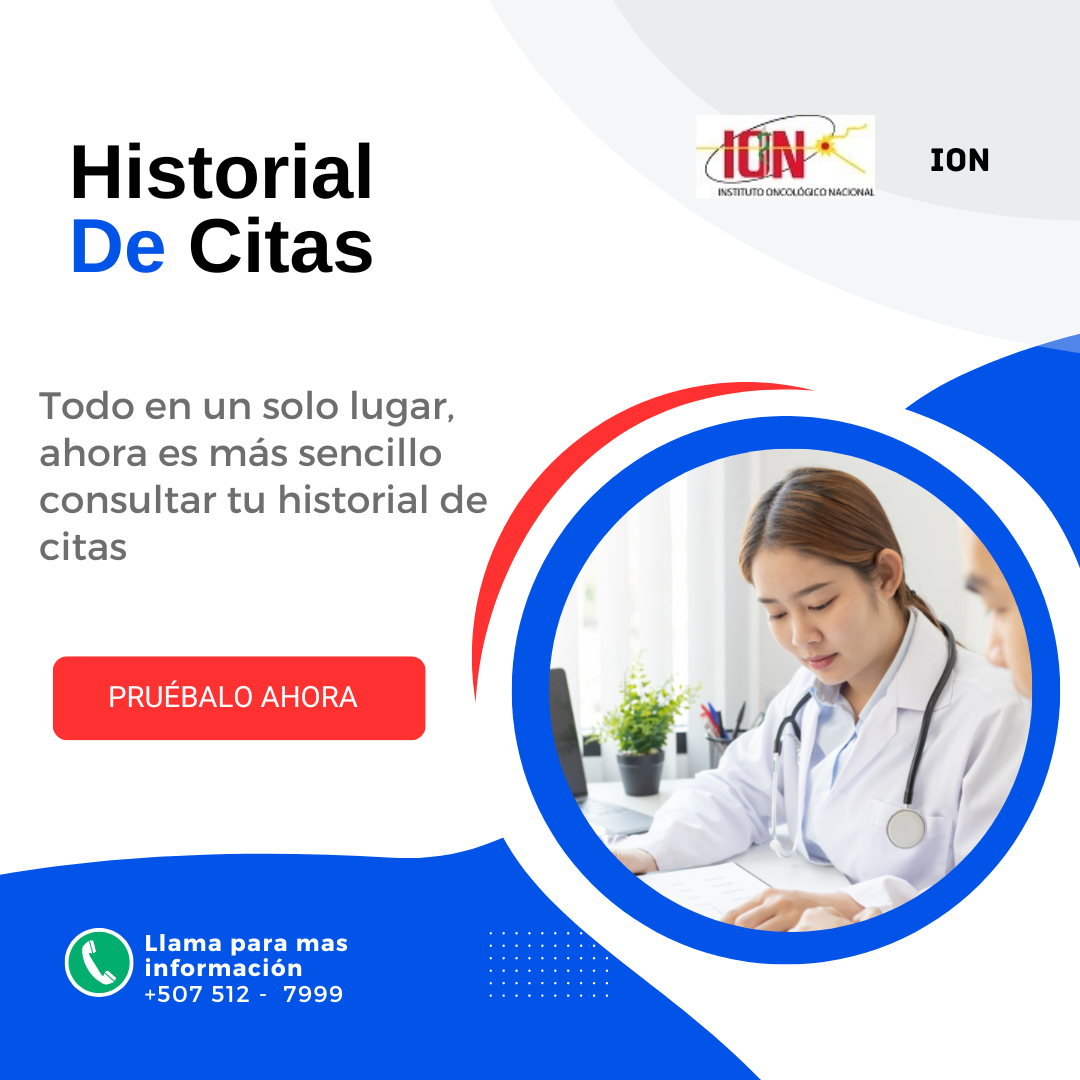 Historial
De Citas
ION
INSTITUTO ONCOLÓGICO NACIONAL
ION
Todo en un solo lugar,
ahora es más sencillo
consultar tu historial de
citas
PRUÉBALO AHORA
Llama para mas
información
+507 512 - 7999